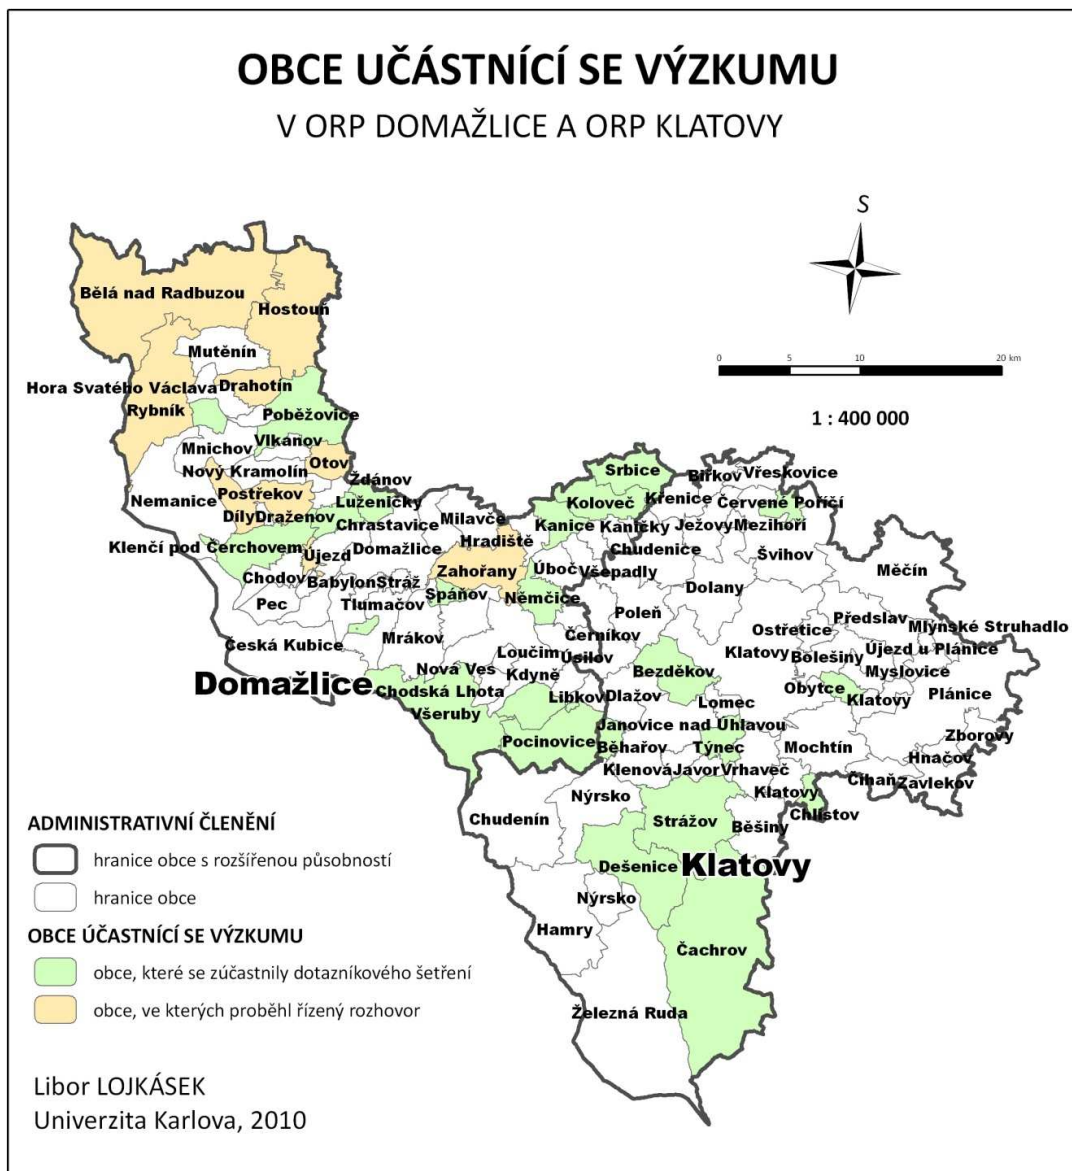 OBCE UČÁSTNÍCÍ SE VÝZKUMU
V ORP DOMAŽLICE A ORP KLATOVY
S
0 5 10 20 km
1 : 400 000
Bělá nad Radbuzou
Hostouň
Mutěnín
Hora Svatého Václava
Drahotín
Rybník
Poběžovice
Mnichov
Vlkanov
Otov
Nový Kramolín
Ždánov
Nemanice
Postřekov
Luženičky
Díly
Draženov
Chrastavice
Milavče
Klenčí pod Čerchovem
Újezd
Domažlice
Hradiště
Chodov
Babylon
Stráž
Zahořany
Pec
Tlumačov
Spáňov
Němčice
Česká Kubice
Mrákov
Loučim
Černíkov
Úsilov
Nová Ves
Kdyně
Domažlice
Chodská Lhota
Libkov
Všeruby
Pocinovice
Srbice
Koloveč
Kanice
Kaničky
Úboč
Všepadly
Biřkov
Vřeskovice
Křenice
Červené Poříčí
Ježovy
Mezihoří
Chudenice
Švihov
Měčín
Dolany
Poleň
Předslav
Ostřetice
Mlýnské Struhadlo
Klatovy
Bolešiny
Újezd u Plánice
Bezděkov
Myslovice
Obytce
Klatovy
Plánice
Dlažov
Lomec
Janovice nad Úhlavou
Zborovy
Běhařov
Týnec
Mochtín
Hnačov
Klenová
Javor
Vrhaveč
Klatovy
Číhaň
Zavlekov
Nýrsko
Chlistov
Chudenín
Strážov
Běšiny
Dešenice
Klatovy
Nýrsko
Hamry
Čachrov
Železná Ruda
ADMINISTRATIVNÍ ČLENĚNÍ
hranice obce s rozšířenou působností
hranice obce
OBCE ÚČASTNÍCÍ SE VÝZKUMU
obce, které se zúčastnily dotazníkového šetření
obce, ve kterých proběhl řízený rozhovor
Libor LOJKÁSEK
Univerzita Karlova, 2010